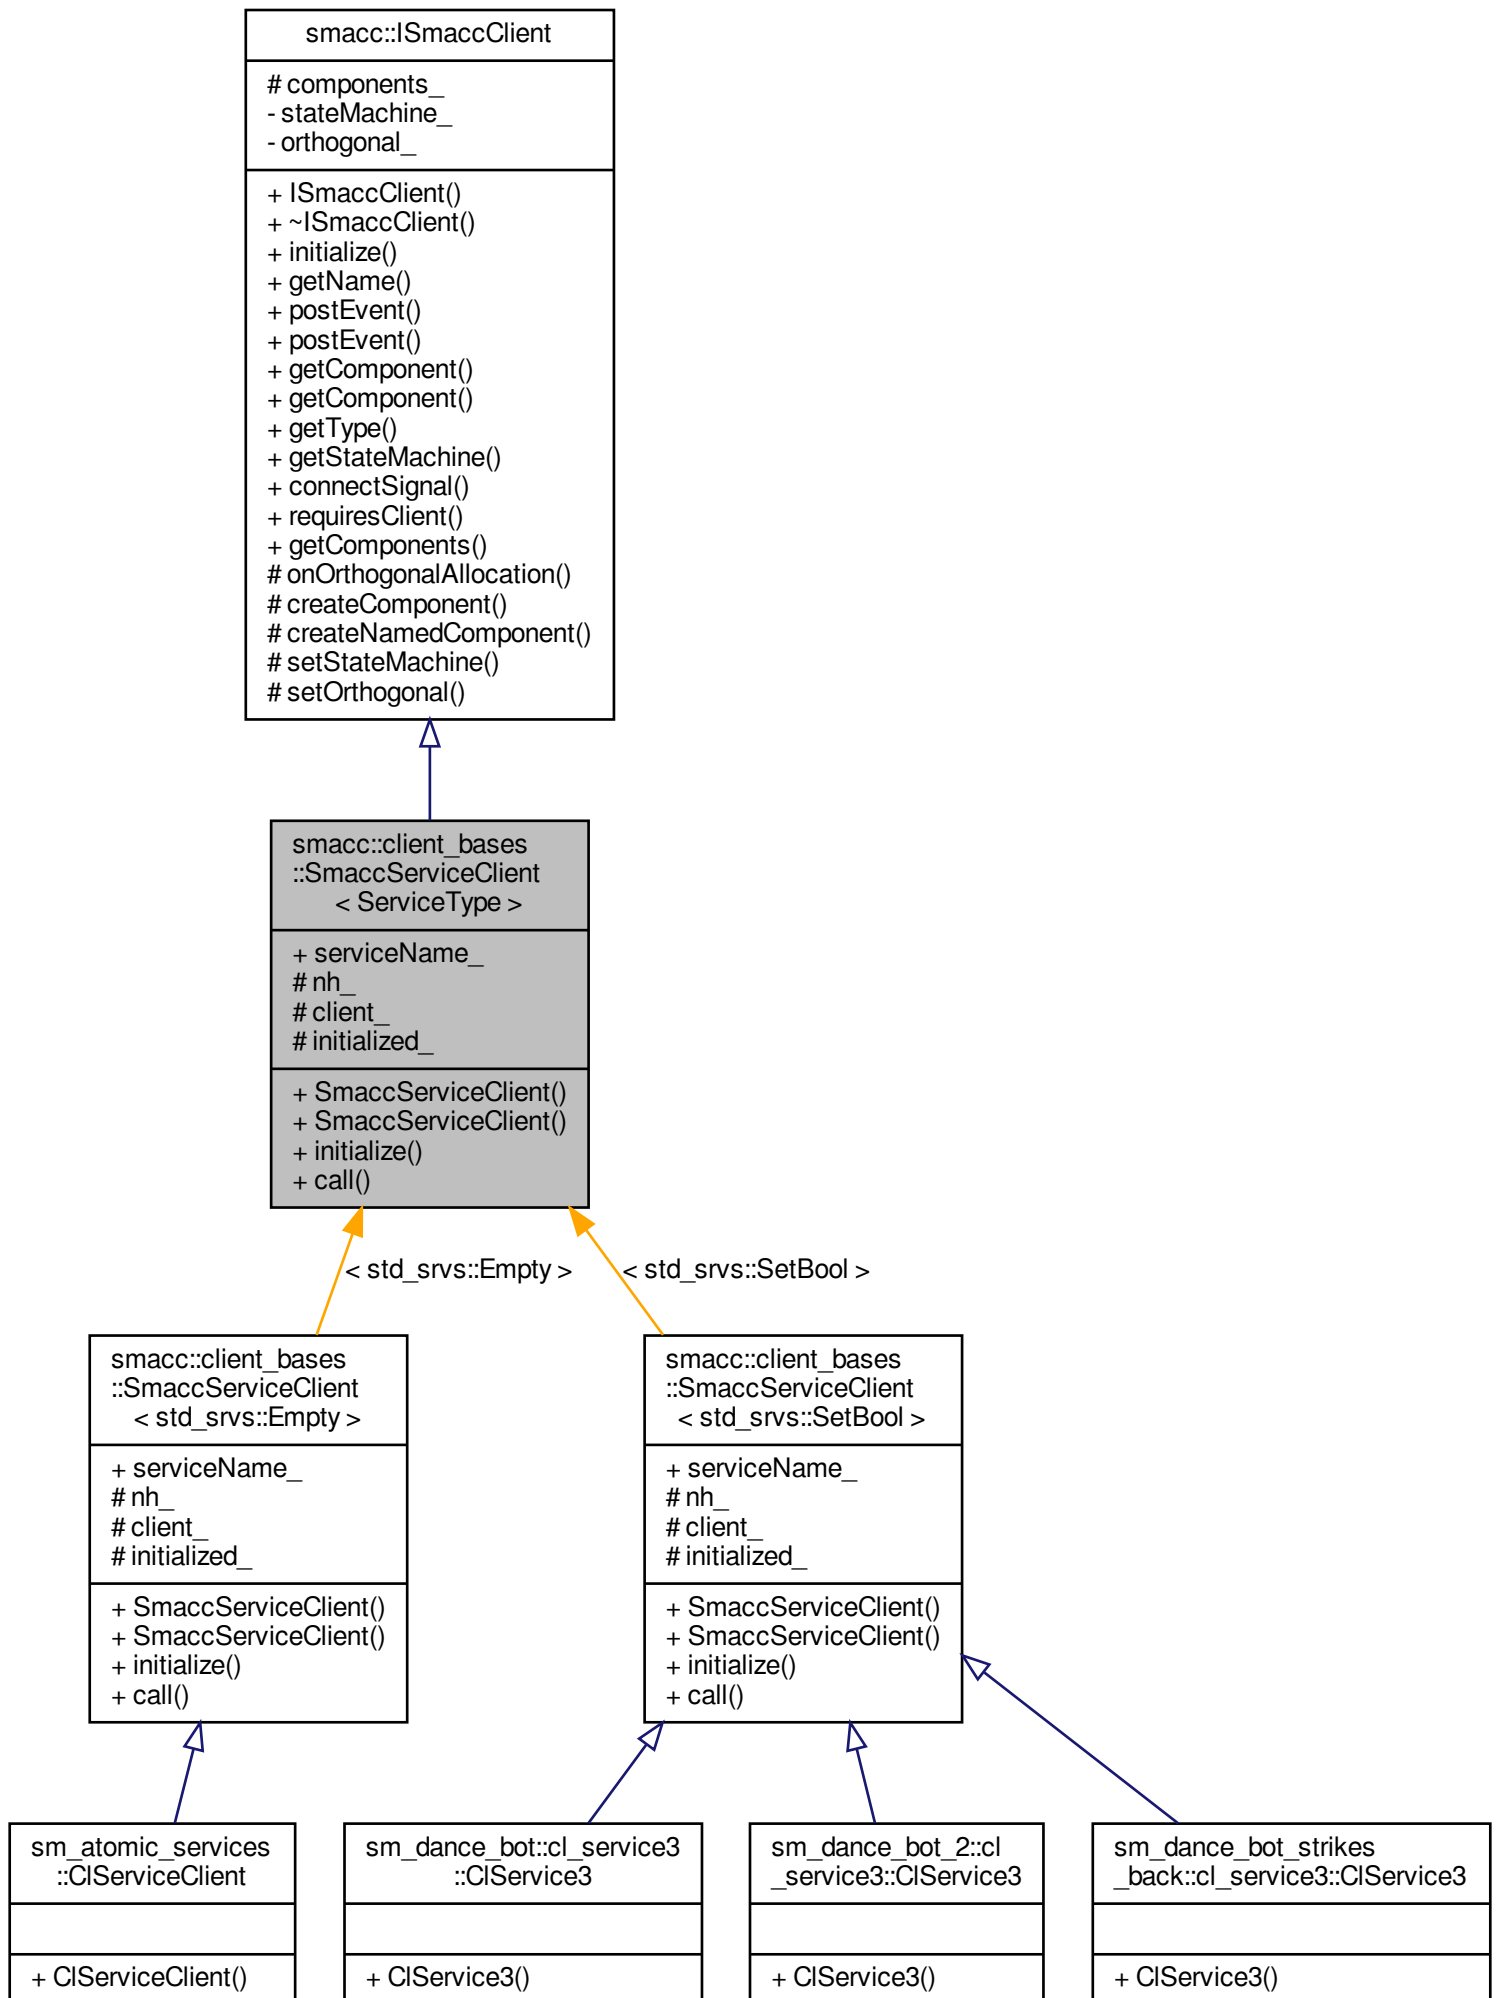 smacc::ISmaccClient
# components_
- stateMachine_
- orthogonal_
+ ISmaccClient()
+ ~ISmaccClient()
+ initialize()
+ getName()
+ postEvent()
+ postEvent()
+ getComponent()
+ getComponent()
+ getType()
+ getStateMachine()
+ connectSignal()
+ requiresClient()
+ getComponents()
# onOrthogonalAllocation()
# createComponent()
# createNamedComponent()
# setStateMachine()
# setOrthogonal()
smacc::client_bases
::SmaccServiceClient
< ServiceType >
+ serviceName_
# nh_
# client_
# initialized_
+ SmaccServiceClient()
+ SmaccServiceClient()
+ initialize()
+ call()
< std_srvs::Empty >
< std_srvs::SetBool >
smacc::client_bases
::SmaccServiceClient
< std_srvs::Empty >
+ serviceName_
# nh_
# client_
# initialized_
+ SmaccServiceClient()
+ SmaccServiceClient()
+ initialize()
+ call()
smacc::client_bases
::SmaccServiceClient
< std_srvs::SetBool >
+ serviceName_
# nh_
# client_
# initialized_
+ SmaccServiceClient()
+ SmaccServiceClient()
+ initialize()
+ call()
sm_atomic_services
::ClServiceClient
+ ClServiceClient()
sm_dance_bot::cl_service3
::ClService3
+ ClService3()
sm_dance_bot_2::cl
_service3::ClService3
+ ClService3()
sm_dance_bot_strikes
_back::cl_service3::ClService3
+ ClService3()